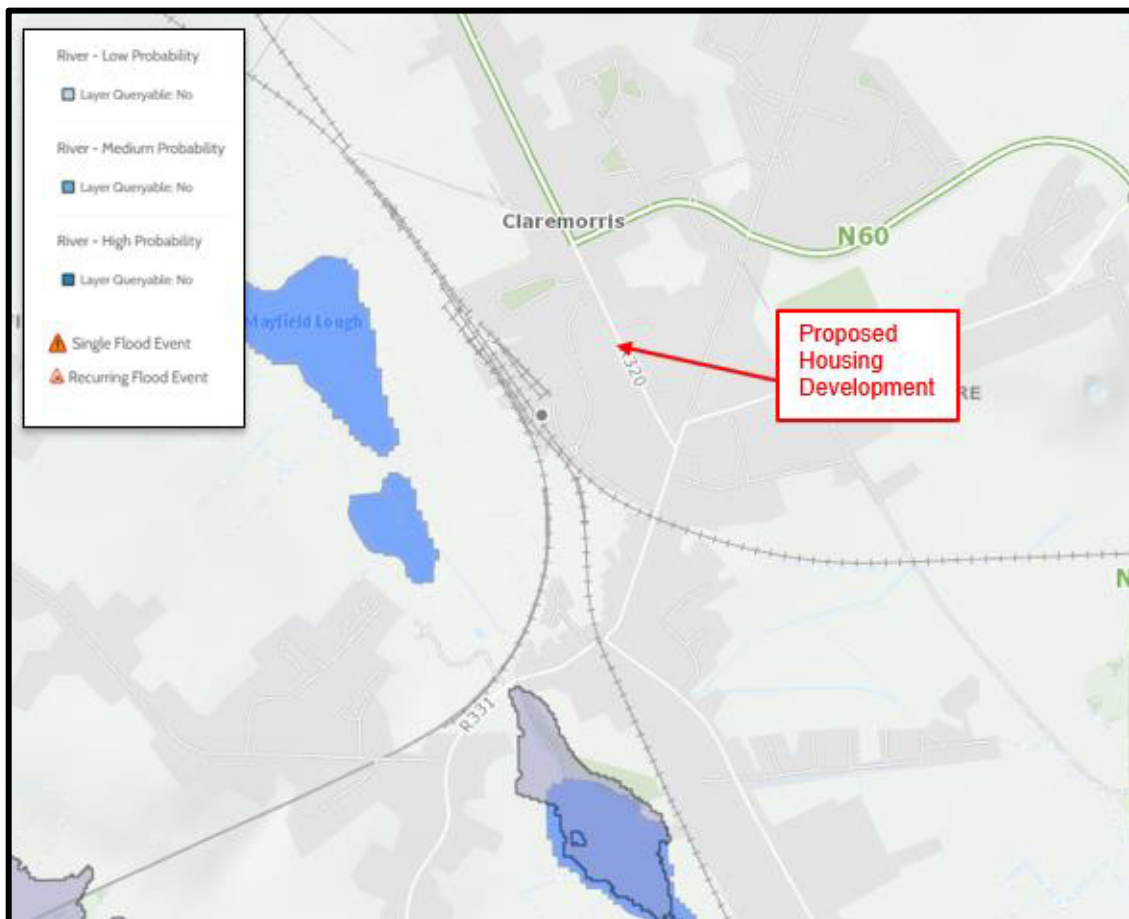 River - Low Probability
Layer Queryable: No
River - Medium Probability
Layer Queryable: No
River - High Probability
Layer Queryable: No
Single Flood Event
Recurring Flood Event
Claremorris
N60
Mayfield Lough
Proposed
Housing
Development
R320
RE
N
R331